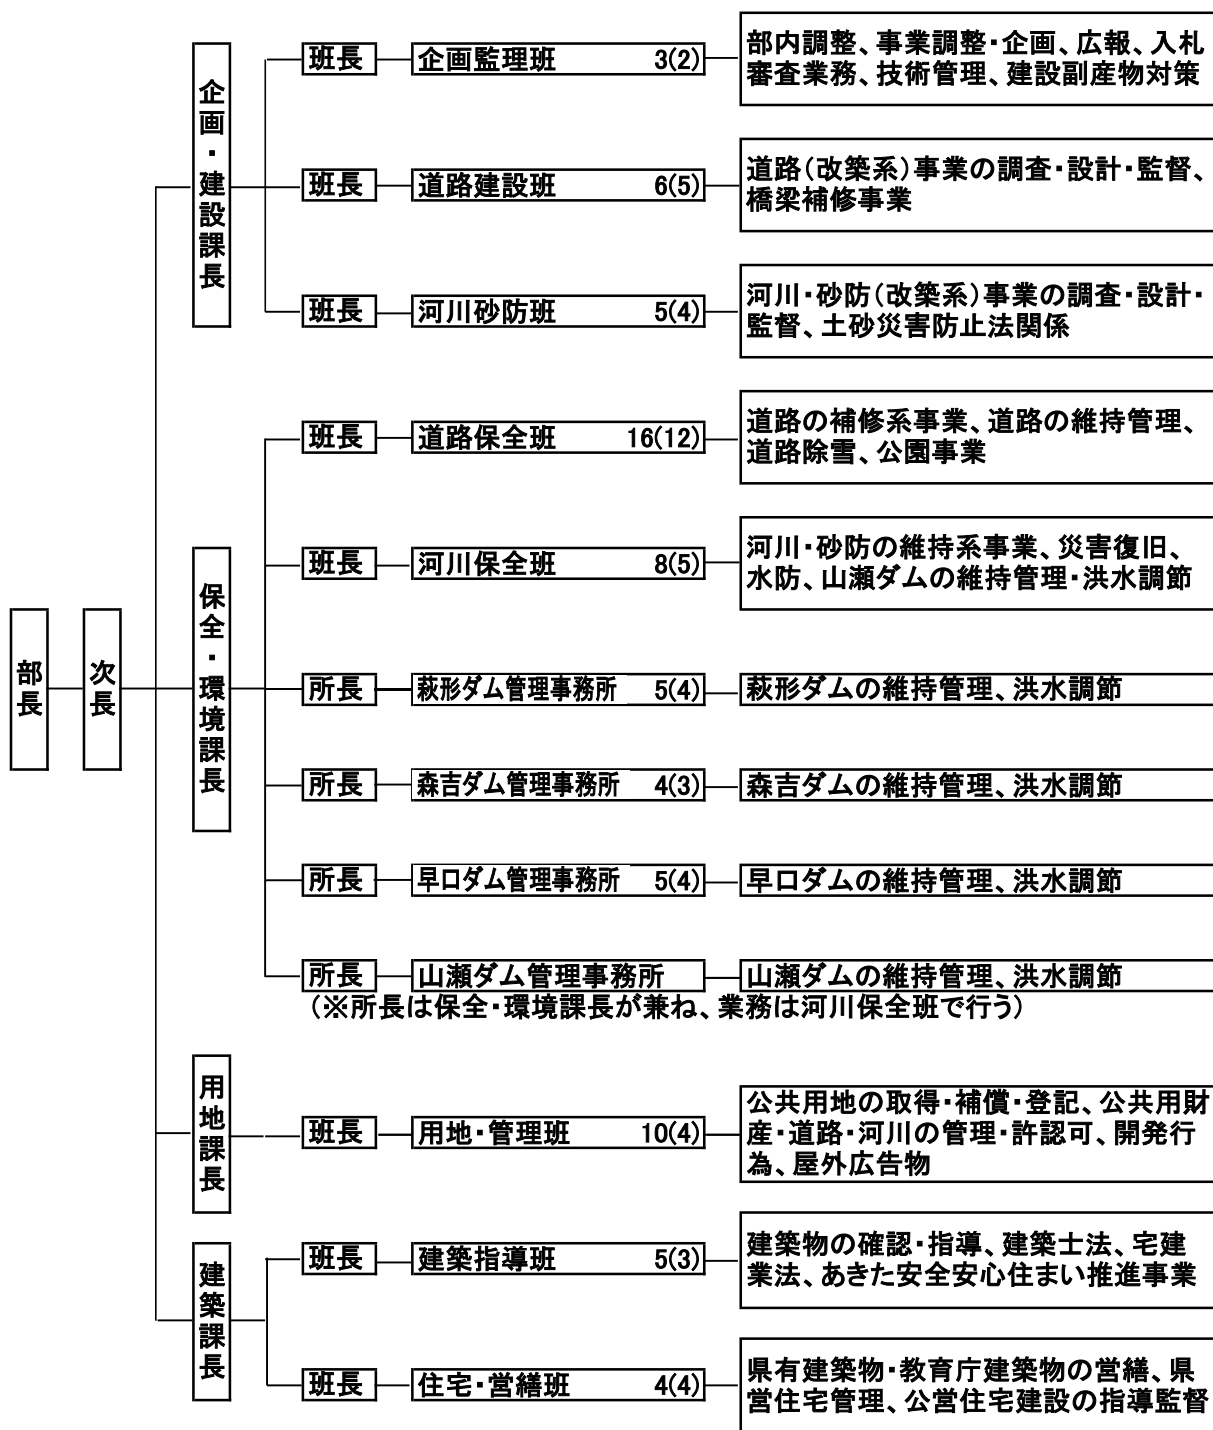 部長
次長
企画・建設課長
班長 企画監理班 3(2)
部内調整、事業調整・企画、広報、入札
審査業務、技術管理、建設副産物対策
班長 道路建設班 6(5)
道路(改築系)事業の調査・設計・監督、
橋梁補修事業
班長 河川砂防班 5(4)
河川・砂防(改築系)事業の調査・設計・
監督、土砂災害防止法関係
保全・環境課長
班長 道路保全班 16(12)
道路の補修系事業、道路の維持管理、
道路除雪、公園事業
班長 河川保全班 8(5)
河川・砂防の維持系事業、災害復旧、
水防、山瀬ダムの維持管理・洪水調節
所長 萩形ダム管理事務所 5(4) 萩形ダムの維持管理、洪水調節
所長 森吉ダム管理事務所 4(3) 森吉ダムの維持管理、洪水調節
所長 早口ダム管理事務所 5(4) 早口ダムの維持管理、洪水調節
所長 山瀬ダム管理事務所 山瀬ダムの維持管理、洪水調節
(※所長は保全・環境課長が兼ね、業務は河川保全班で行う)
用地課長
班長 用地・管理班 10(4)
公共用地の取得・補償・登記、公共用財
産・道路・河川の管理・許認可、開発行
為、屋外広告物
建築課長
班長 建築指導班 5(3)
建築物の確認・指導、建築士法、宅建
業法、あきた安全安心住まい推進事業
班長 住宅・営繕班 4(4)
県有建築物・教育庁建築物の営繕、県
営住宅管理、公営住宅建設の指導監督